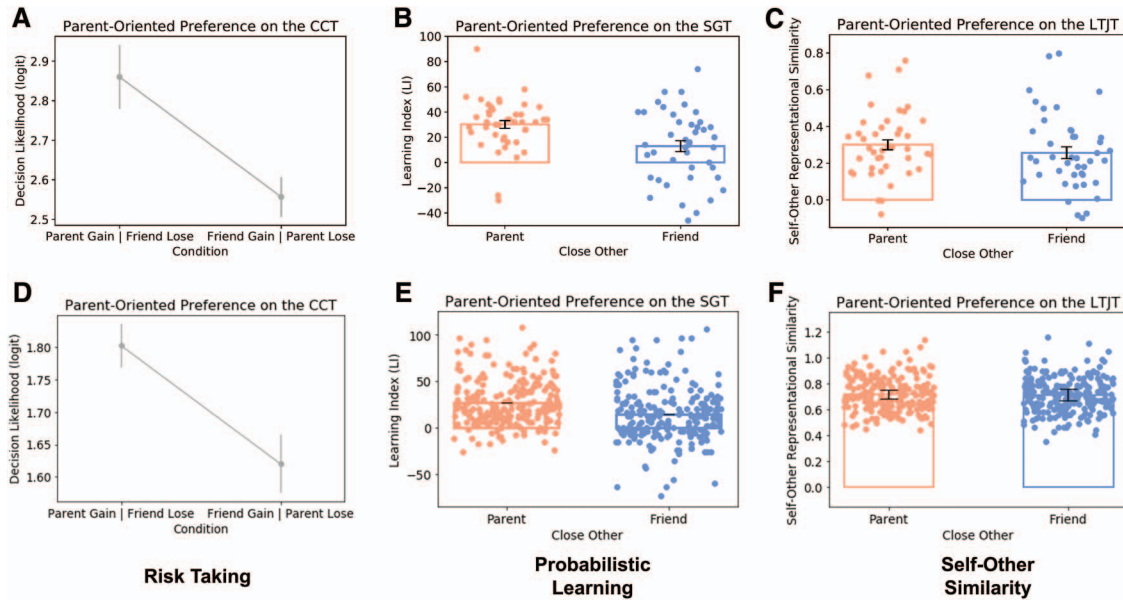 A
Parent-Oriented Preference on the CCT
Decision Likelihood (logit)
2.9
2.8
2.7
2.6
2.5
Parent Gain | Friend Lose
Friend Gain | Parent Lose
Condition
B
Parent-Oriented Preference on the SGT
Learning Index (LI)
100
80
60
40
20
0
−20
−40
Parent
Friend
Close Other
C
Parent-Oriented Preference on the LTJT
Self-Other Representational Similarity
0.8
0.6
0.4
0.2
0.0
Parent
Friend
Close Other
D
Parent-Oriented Preference on the CCT
Decision Likelihood (logit)
1.80
1.75
1.70
1.65
1.60
Parent Gain | Friend Lose
Friend Gain | Parent Lose
Condition
Risk Taking
E
Parent-Oriented Preference on the SGT
Learning Index (LI)
100
50
0
−50
Parent
Friend
Close Other
Probabilistic
Learning
F
Parent-Oriented Preference on the LTJT
Self-Other Representational Similarity
1.2
1.0
0.8
0.6
0.4
0.2
0.0
Parent
Friend
Close Other
Self-Other
Similarity